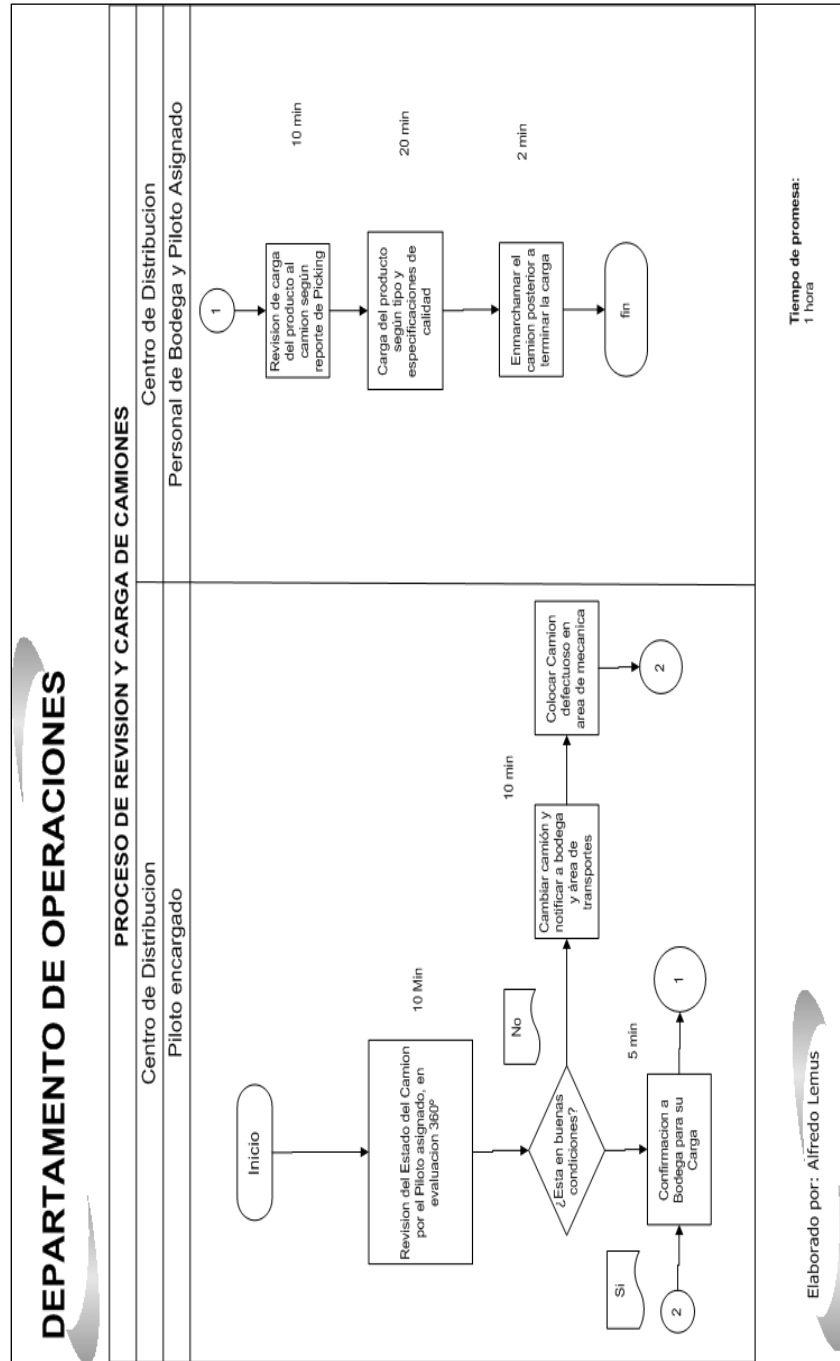 DEPARTAMENTO DE OPERACIONES
PROCESO DE REVISION Y CARGA DE CAMIONES
Centro de Distribucion
Piloto encargado
Inicio
Revision del Estado del Camion
por el Piloto asignado, en
evaluacion 360º
10 Min
¿Esta en buenas
condiciones?
No
Cambiar camión y
notificar a bodega
y área de
transportes
10 min
Colocar Camion
defectuoso en
area de mecanica
2
Si
2
Confirmacion a
Bodega para su
Carga
5 min
1
Centro de Distribucion
Personal de Bodega y Piloto Asignado
1
Revision de carga
del producto al
camion según
reporte de Picking
10 min
Carga del producto
según tipo y
especificaciones de
calidad
20 min
Enmarchamar el
camion posterior a
terminar la carga
2 min
fin
Elaborado por: Alfredo Lemus
Tiempo de promesa:
1 hora